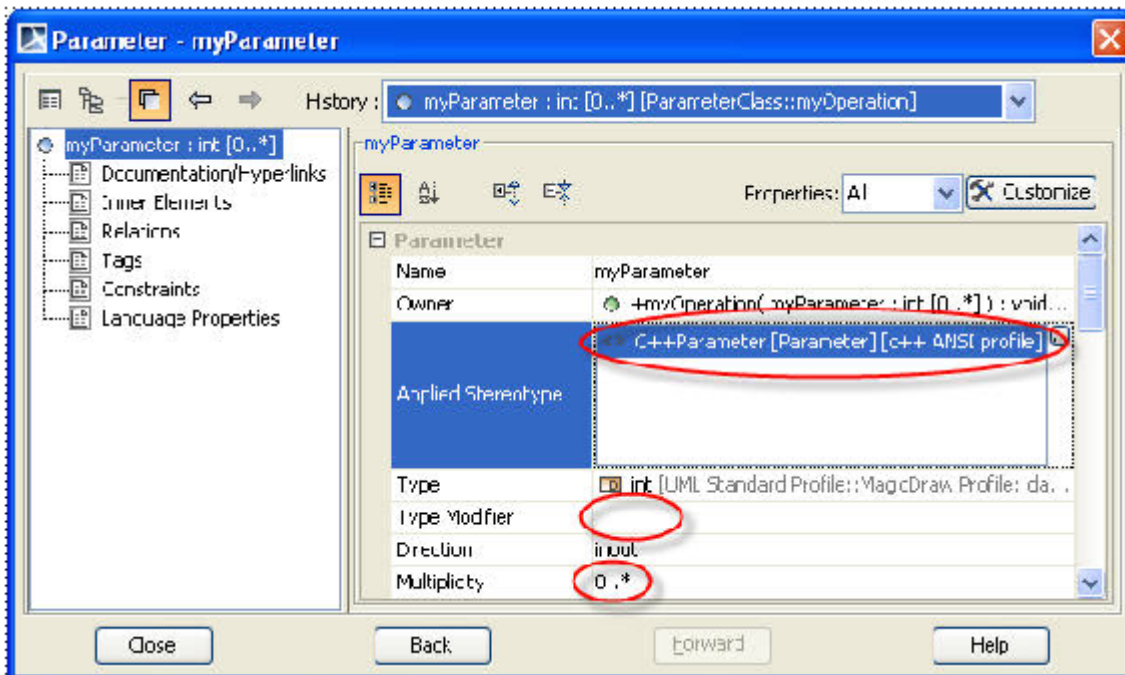 Parameter - myParameter
History : myParameter : int [0..*] [ParameterClass::myOperation]
myParameter : int [0..*]
Documentation/Hyperlinks
Inner Elements
Relations
Tags
Constraints
Language Properties
myParameter
Properties: All Customize
Parameter
Name myParameter
Owner +myOperation( myParameter : int [0..*] ) : void...
Applied Stereotype C++Parameter [Parameter] [c++ ANSI profile]
Type int [UML Standard Profile::MagicDraw Profile: da...
Type Modifier
Direction inout
Multiplicity 0..*
Close Back Forward Help